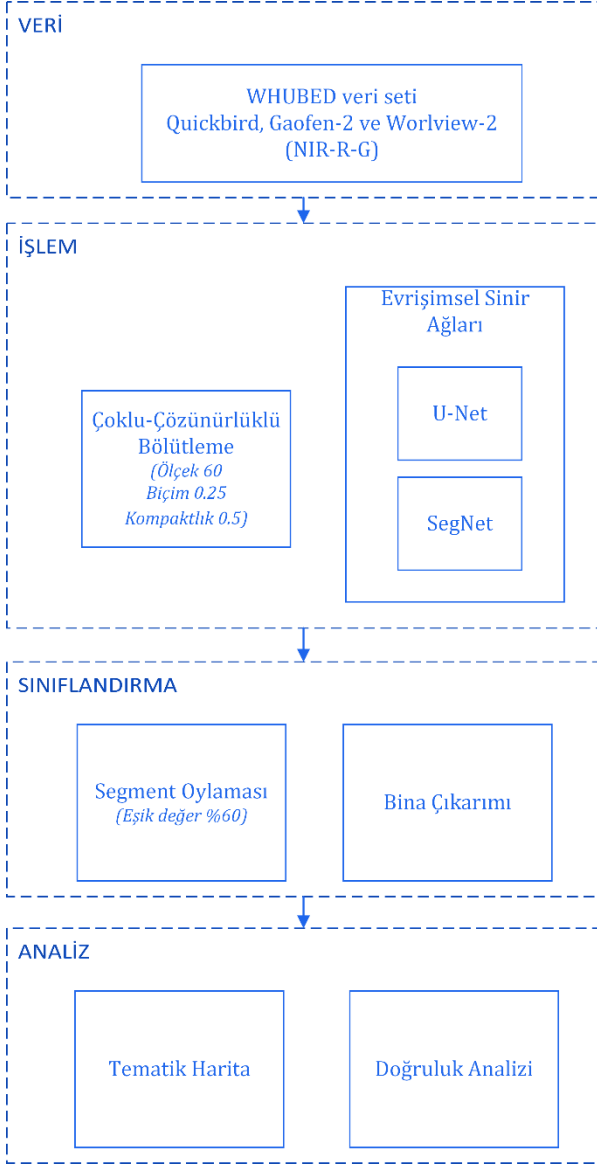 VERİ
WHUBED veri seti
Quickbird, Gaofen-2 ve Worlview-2
(NIR-R-G)
İŞLEM
Çoklu-Çözünürlüklü
Bölütleme
(Ölçek 60
Biçim 0.25
Kompaktlık 0.5)
Evrişimsel Sinir
Ağları
U-Net
SegNet
SINIFLANDIRMA
Segment Oylaması
(Eşik değer %60)
Bina Çıkarımı
ANALİZ
Tematik Harita
Doğruluk Analizi